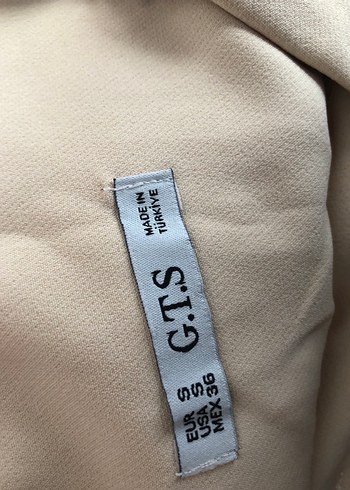 MADE IN
TÜRKİYE
G.T.S
EUR S
USA S
MEX 36